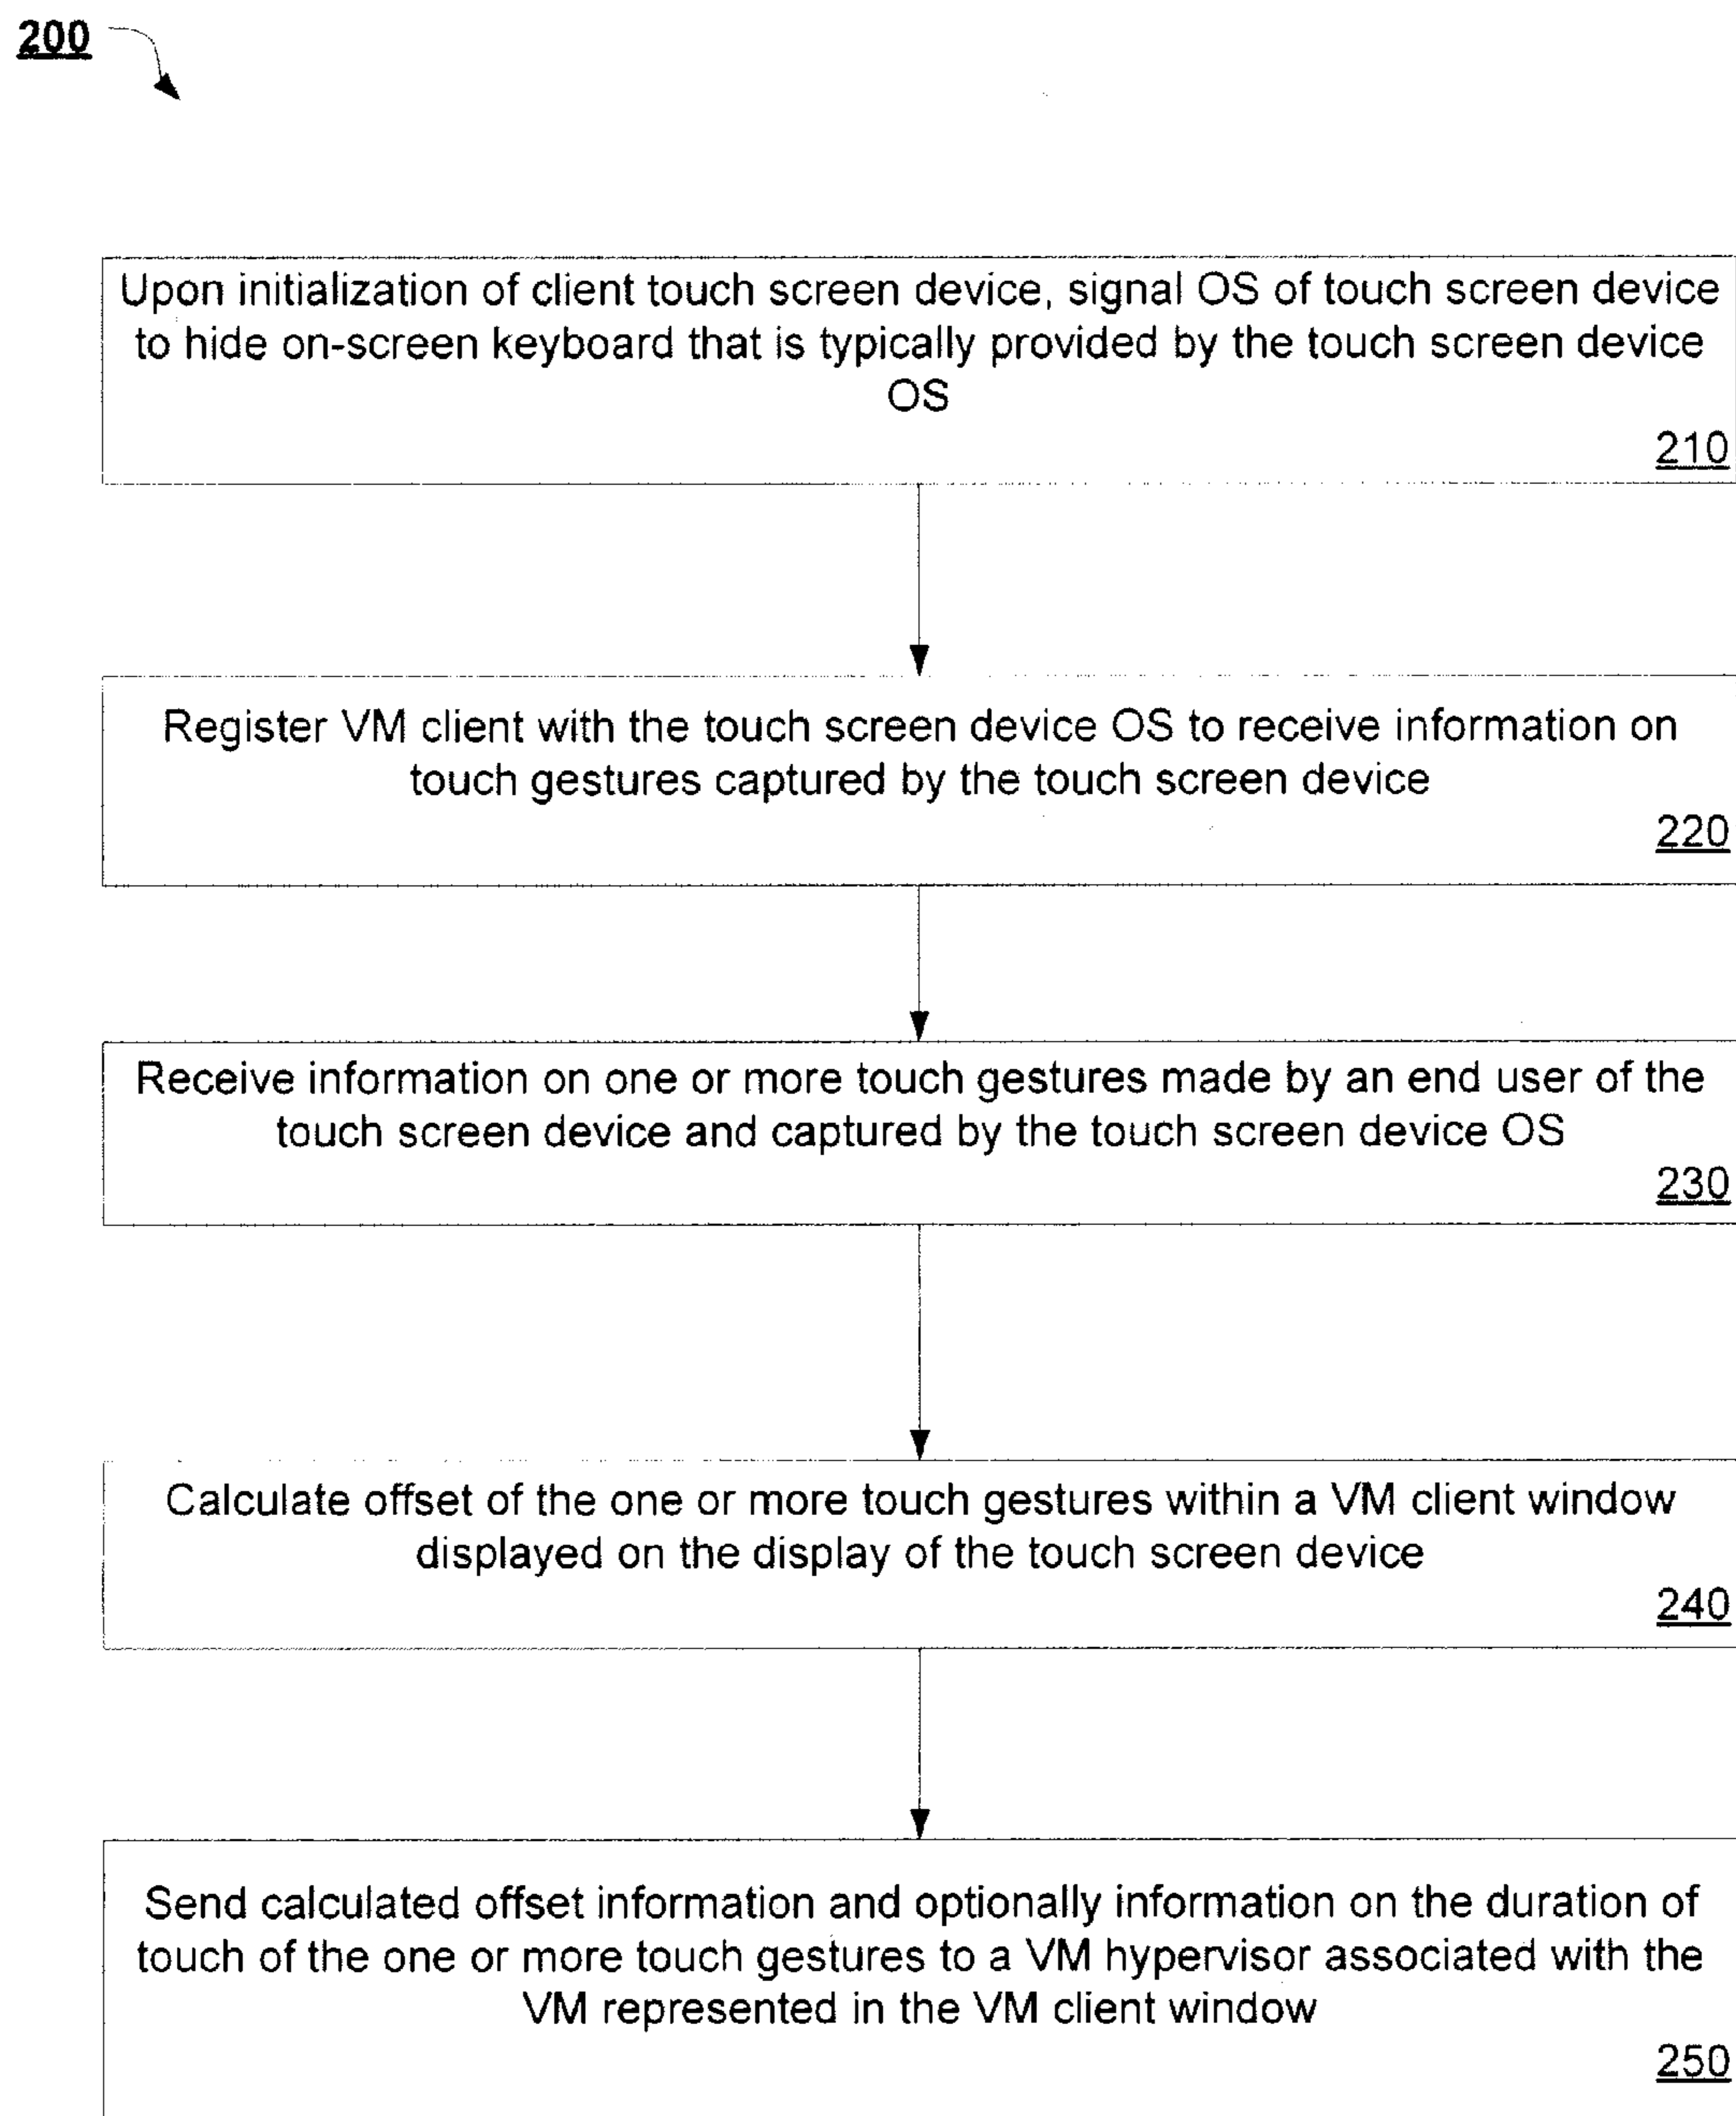 200
Upon initialization of client touch screen device, signal OS of touch screen device
to hide on-screen keyboard that is typically provided by the touch screen device
OS
210
Register VM client with the touch screen device OS to receive information on
touch gestures captured by the touch screen device
220
Receive information on one or more touch gestures made by an end user of the
touch screen device and captured by the touch screen device OS
230
Calculate offset of the one or more touch gestures within a VM client window
displayed on the display of the touch screen device
240
Send calculated offset information and optionally information on the duration of
touch of the one or more touch gestures to a VM hypervisor associated with the
VM represented in the VM client window
250